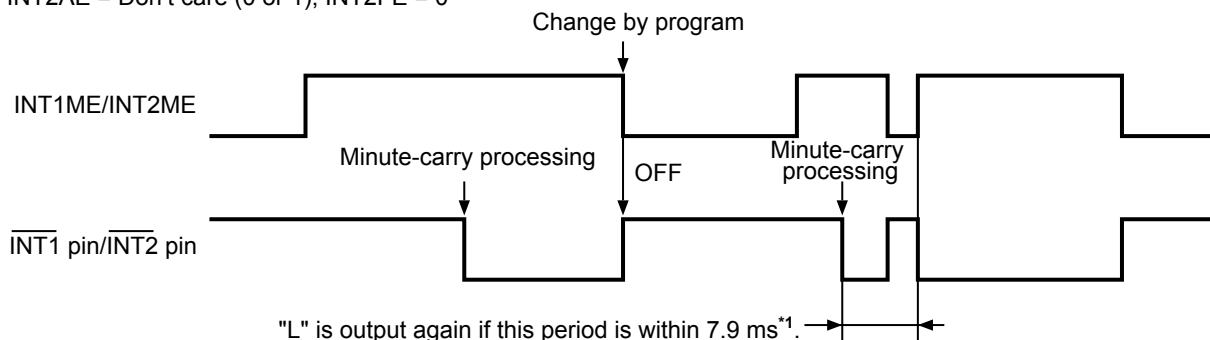 INT2AE = Don't care (0 or 1), INT2FE = 0
Change by program
INT1ME/INT2ME
Minute-carry processing
OFF
Minute-carry
processing
INT1 pin/INT2 pin
"L" is output again if this period is within 7.9 ms*1.